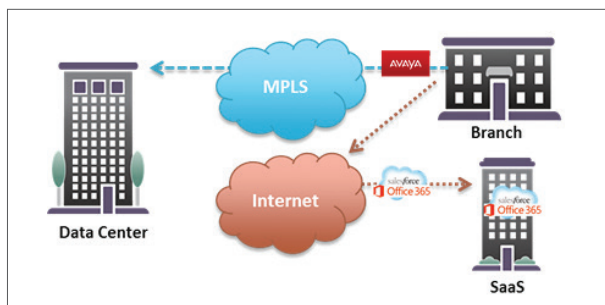 AVAYA
MPLS
Branch
Internet
salesforce
Office 365
salesforce
Office 365
Data Center
SaaS